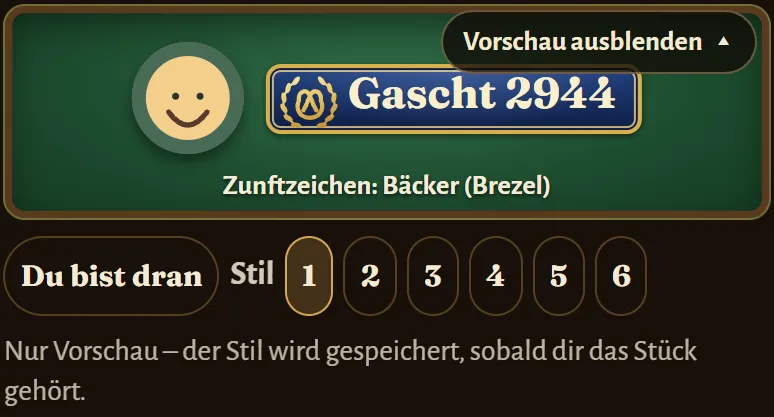 Vorschau ausblenden ▲
Gascht 2944
Zunftzeichen: Bäcker (Brezel)
Du bist dran Stil 1 2 3 4 5 6
Nur Vorschau – der Stil wird gespeichert, sobald dir das Stück
gehört.